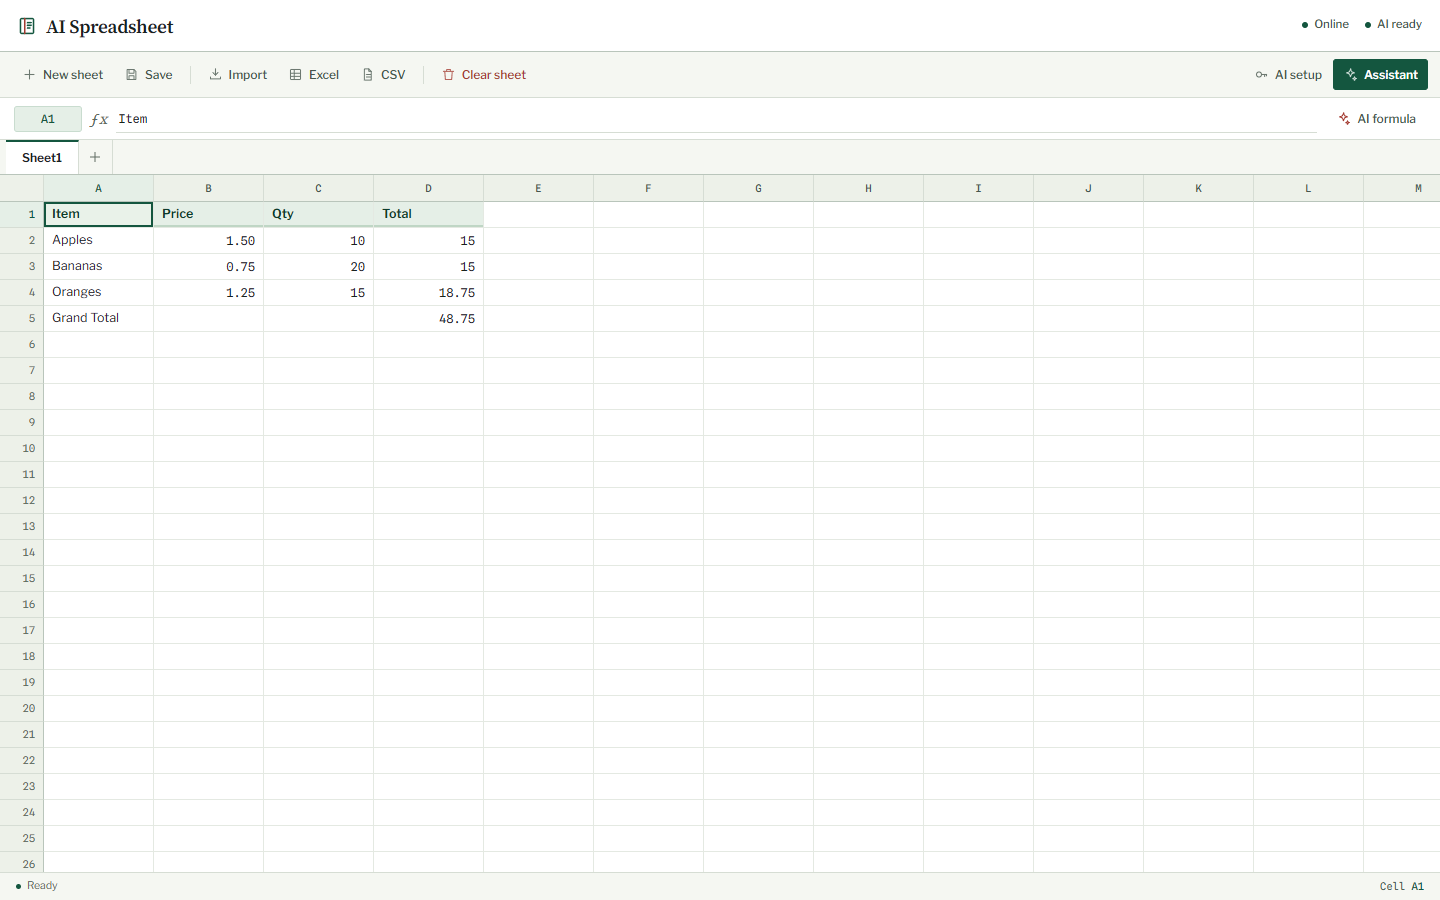 AI Spreadsheet
Online AI ready
New sheet Save Import Excel CSV Clear sheet AI setup Assistant
A1 ƒx Item AI formula
Sheet1 +
A B C D E F G H I J K L M
1 Item Price Qty Total
2 Apples 1.50 10 15
3 Bananas 0.75 20 15
4 Oranges 1.25 15 18.75
5 Grand Total 48.75
6
7
8
9
10
11
12
13
14
15
16
17
18
19
20
21
22
23
24
25
26
Ready Cell A1